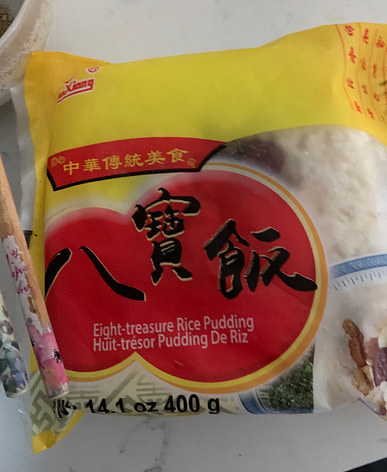 中華傳統美食
八寶飯
Eight-treasure Rice Pudding
Huit-trésor Pudding De Riz
14.1 oz 400 g